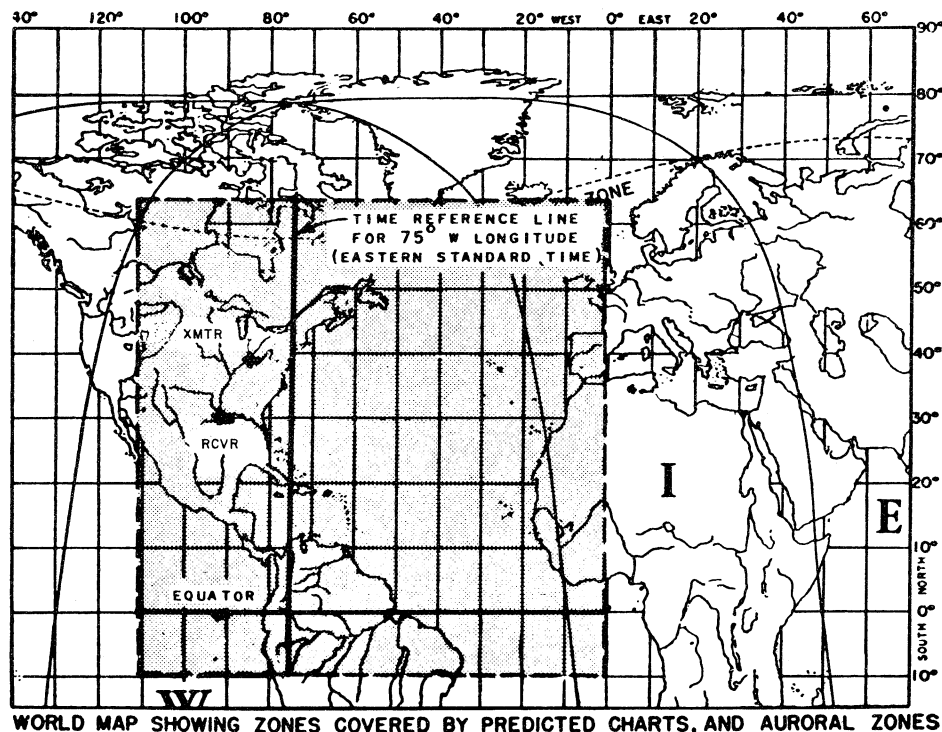 30° 120° 100° 80° 60° 40° 20° WEST 0° EAST 20° 40° 60°
90°
80°
70°
ZONE
TIME REFERENCE LINE
FOR 75° W LONGITUDE
(EASTERN STANDARD TIME)
60°
50°
XMTR
40°
30°
RCVR
20°
I
E
10°
EQUATOR
0°
SOUTH NORTH
10°
W
WORLD MAP SHOWING ZONES COVERED BY PREDICTED CHARTS, AND AURORAL ZONES